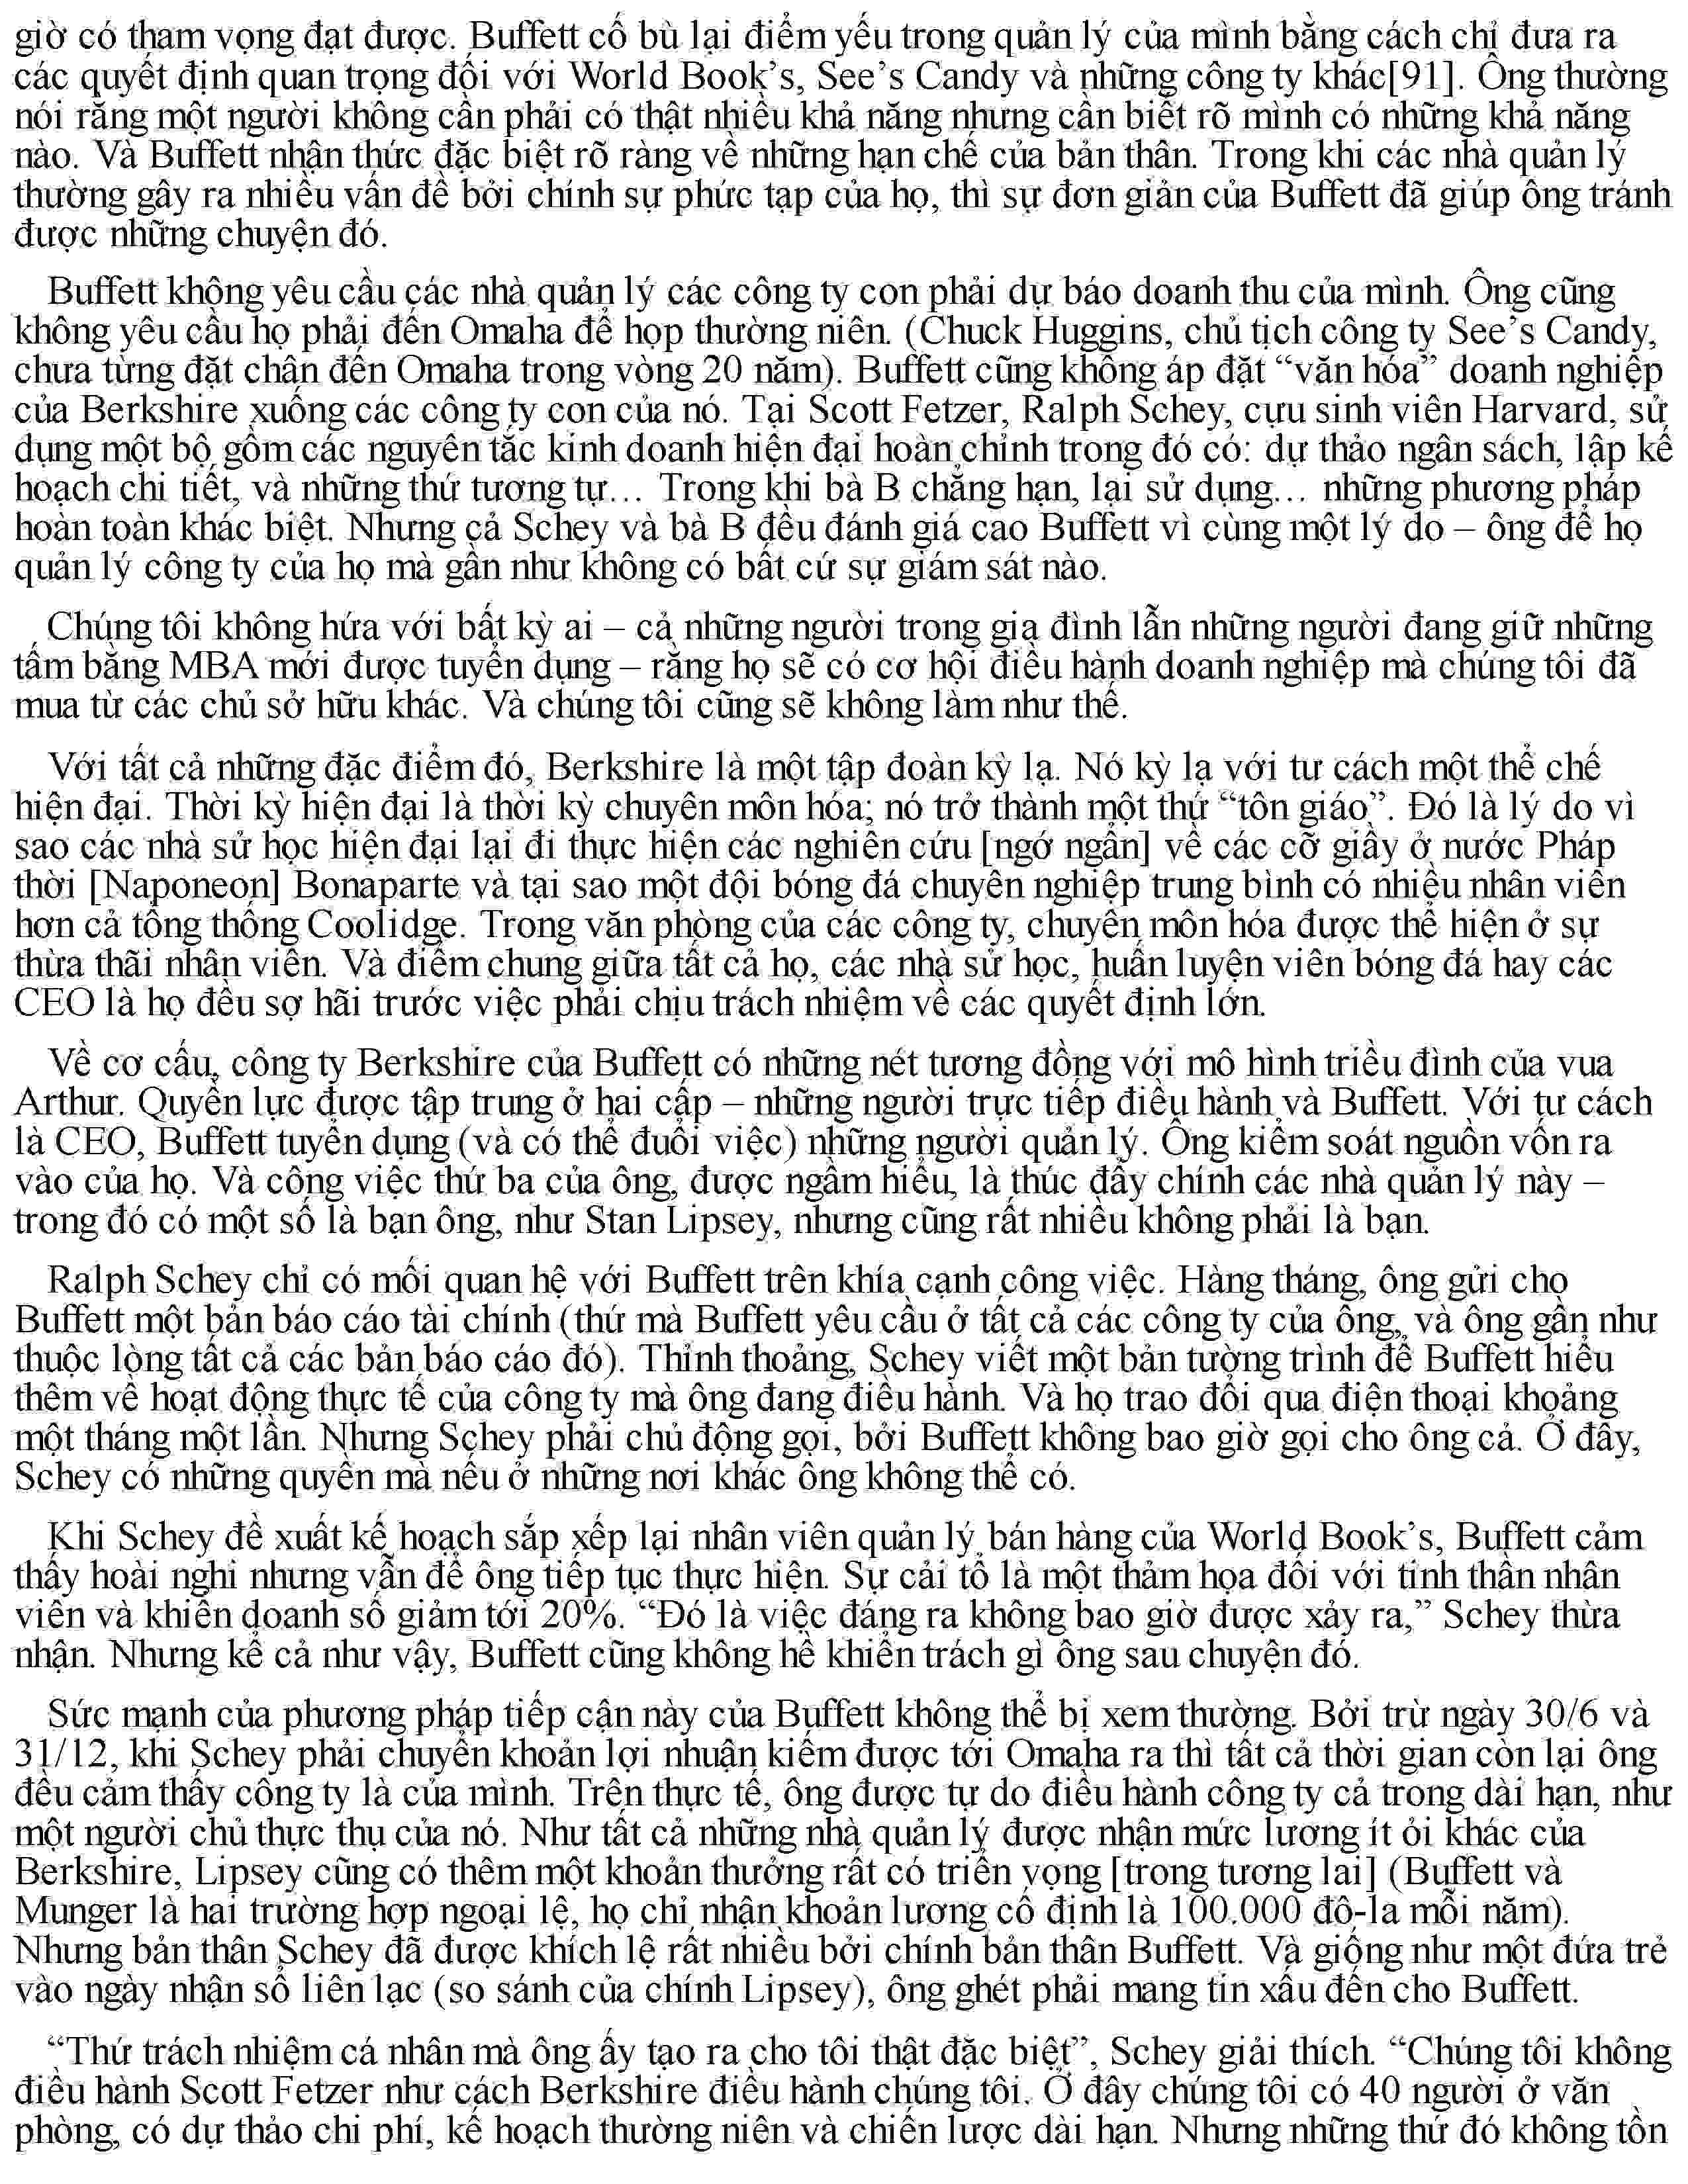 giờ có tham vọng đạt được. Buffett cố bù lại điểm yếu trong quản lý của mình bằng cách chỉ đưa ra
các quyết định quan trọng đối với World Book’s, See’s Candy và những công ty khác[91]. Ông thường
nói rằng một người không cần phải có thật nhiều khả năng nhưng cần biết rõ mình có những khả năng
nào. Và Buffett nhận thức đặc biệt rõ ràng về những hạn chế của bản thân. Trong khi các nhà quản lý
thường gây ra nhiều vấn đề bởi chính sự phức tạp của họ, thì sự đơn giản của Buffett đã giúp ông tránh
được những chuyện đó.
Buffett không yêu cầu các nhà quản lý các công ty con phải dự báo doanh thu của mình. Ông cũng
không yêu cầu họ phải đến Omaha để họp thường niên. (Chuck Huggins, chủ tịch công ty See’s Candy,
chưa từng đặt chân đến Omaha trong vòng 20 năm). Buffett cũng không áp đặt “văn hóa” doanh nghiệp
của Berkshire xuống các công ty con của nó. Tại Scott Fetzer, Ralph Schey, cựu sinh viên Harvard, sử
dụng một bộ gồm các nguyên tắc kinh doanh hiện đại hoàn chỉnh trong đó có: dự thảo ngân sách, lập kế
hoạch chi tiết, và những thứ tương tự… Trong khi bà B chẳng hạn, lại sử dụng… những phương pháp
hoàn toàn khác biệt. Nhưng cả Schey và bà B đều đánh giá cao Buffett vì cùng một lý do – ông để họ
quản lý công ty của họ mà gần như không có bất cứ sự giám sát nào.
Chúng tôi không hứa với bất kỳ ai – cả những người trong gia đình lẫn những người đang giữ những
tấm bằng MBA mới được tuyển dụng – rằng họ sẽ có cơ hội điều hành doanh nghiệp mà chúng tôi đã
mua từ các chủ sở hữu khác. Và chúng tôi cũng sẽ không làm như thế.
Với tất cả những đặc điểm đó, Berkshire là một tập đoàn kỳ lạ. Nó kỳ lạ với tư cách một thể chế
hiện đại. Thời kỳ hiện đại là thời kỳ chuyên môn hóa; nó trở thành một thứ “tôn giáo”. Đó là lý do vì
sao các nhà sử học hiện đại lại đi thực hiện các nghiên cứu [ngớ ngẩn] về các cỡ giầy ở nước Pháp
thời [Naponeon] Bonaparte và tại sao một đội bóng đá chuyên nghiệp trung bình có nhiều nhân viên
hơn cả tổng thống Coolidge. Trong văn phòng của các công ty, chuyên môn hóa được thể hiện ở sự
thừa thãi nhân viên. Và điểm chung giữa tất cả họ, các nhà sử học, huấn luyện viên bóng đá hay các
CEO là họ đều sợ hãi trước việc phải chịu trách nhiệm về các quyết định lớn.
Về cơ cấu, công ty Berkshire của Buffett có những nét tương đồng với mô hình triều đình của vua
Arthur. Quyền lực được tập trung ở hai cấp – những người trực tiếp điều hành và Buffett. Với tư cách
là CEO, Buffett tuyển dụng (và có thể đuổi việc) những người quản lý. Ông kiểm soát nguồn vốn ra
vào của họ. Và công việc thứ ba của ông, được ngầm hiểu, là thúc đẩy chính các nhà quản lý này –
trong đó có một số là bạn ông, như Stan Lipsey, nhưng cũng rất nhiều không phải là bạn.
Ralph Schey chỉ có mối quan hệ với Buffett trên khía cạnh công việc. Hàng tháng, ông gửi cho
Buffett một bản báo cáo tài chính (thứ mà Buffett yêu cầu ở tất cả các công ty của ông, và ông gần như
thuộc lòng tất cả các bản báo cáo đó). Thỉnh thoảng, Schey viết một bản tường trình để Buffett hiểu
thêm về hoạt động thực tế của công ty mà ông đang điều hành. Và họ trao đổi qua điện thoại khoảng
một tháng một lần. Nhưng Schey phải chủ động gọi, bởi Buffett không bao giờ gọi cho ông cả. Ở đây,
Schey có những quyền mà nếu ở những nơi khác ông không thể có.
Khi Schey đề xuất kế hoạch sắp xếp lại nhân viên quản lý bán hàng của World Book’s, Buffett cảm
thấy hoài nghi nhưng vẫn để ông tiếp tục thực hiện. Sự cải tổ là một thảm họa đối với tinh thần nhân
viên và khiến doanh số giảm tới 20%. “Đó là việc đáng ra không bao giờ được xảy ra,” Schey thừa
nhận. Nhưng kể cả như vậy, Buffett cũng không hề khiển trách gì ông sau chuyện đó.
Sức mạnh của phương pháp tiếp cận này của Buffett không thể bị xem thường. Bởi trừ ngày 30/6 và
31/12, khi Schey phải chuyển khoản lợi nhuận kiếm được tới Omaha ra thì tất cả thời gian còn lại ông
đều cảm thấy công ty là của mình. Trên thực tế, ông được tự do điều hành công ty cả trong dài hạn, như
một người chủ thực thụ của nó. Như tất cả những nhà quản lý được nhận mức lương ít ỏi khác của
Berkshire, Lipsey cũng có thêm một khoản thưởng rất có triển vọng [trong tương lai] (Buffett và
Munger là hai trường hợp ngoại lệ, họ chỉ nhận khoản lương cố định là 100.000 đô-la mỗi năm).
Nhưng bản thân Schey đã được khích lệ rất nhiều bởi chính bản thân Buffett. Và giống như một đứa trẻ
vào ngày nhận sổ liên lạc (so sánh của chính Lipsey), ông ghét phải mang tin xấu đến cho Buffett.
“Thứ trách nhiệm cá nhân mà ông ấy tạo ra cho tôi thật đặc biệt”, Schey giải thích. “Chúng tôi không
điều hành Scott Fetzer như cách Berkshire điều hành chúng tôi. Ở đây chúng tôi có 40 người ở văn
phòng, có dự thảo chi phí, kế hoạch thường niên và chiến lược dài hạn. Nhưng những thứ đó không tồn